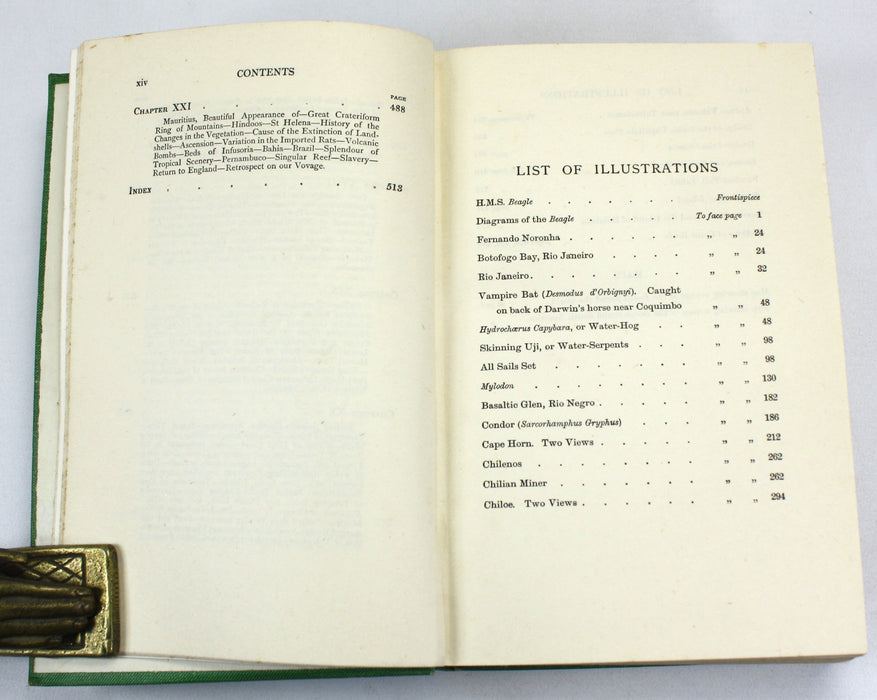 xiv
CONTENTS
PAGE
CHAPTER XXI . . . . . . 488
Mauritius, Beautiful Appearance of—Great Crateriform
Ring of Mountains—Hindoos—St Helena—History of the
Changes in the Vegetation—Cause of the Extinction of Land-
shells—Ascension—Variation in the Imported Rats—Volcanic
Bombs—Beds of Infusoria—Bahia—Brazil—Splendour of
Tropical Scenery—Pernambuco—Singular Reef—Slavery—
Return to England—Retrospect on our Voyage.
INDEX . . . . . . . 513
LIST OF ILLUSTRATIONS
H.M.S. Beagle . . . . . . Frontispiece
Diagrams of the Beagle . . . . To face page 1
Fernando Noronha . . . . . . „ „ 24
Botofogo Bay, Rio Janeiro . . . . „ „ 24
Rio Janeiro . . . . . . . „ „ 32
Vampire Bat (Desmodus d'Orbignyi). Caught
on back of Darwin's horse near Coquimbo „ „ 48
Hydrochærus Capybara, or Water-Hog . . „ „ 48
Skinning Uji, or Water-Serpents . . . „ „ 98
All Sails Set . . . . . . . „ „ 98
Mylodon . . . . . . . „ „ 130
Basaltic Glen, Rio Negro . . . . . „ „ 182
Condor (Sarcorhamphus Gryphus) . . . „ „ 186
Cape Horn. Two Views . . . . . „ „ 212
Chilenos . . . . . . . „ „ 262
Chilian Miner . . . . . . . „ „ 262
Chiloe. Two Views . . . . . . „ „ 294